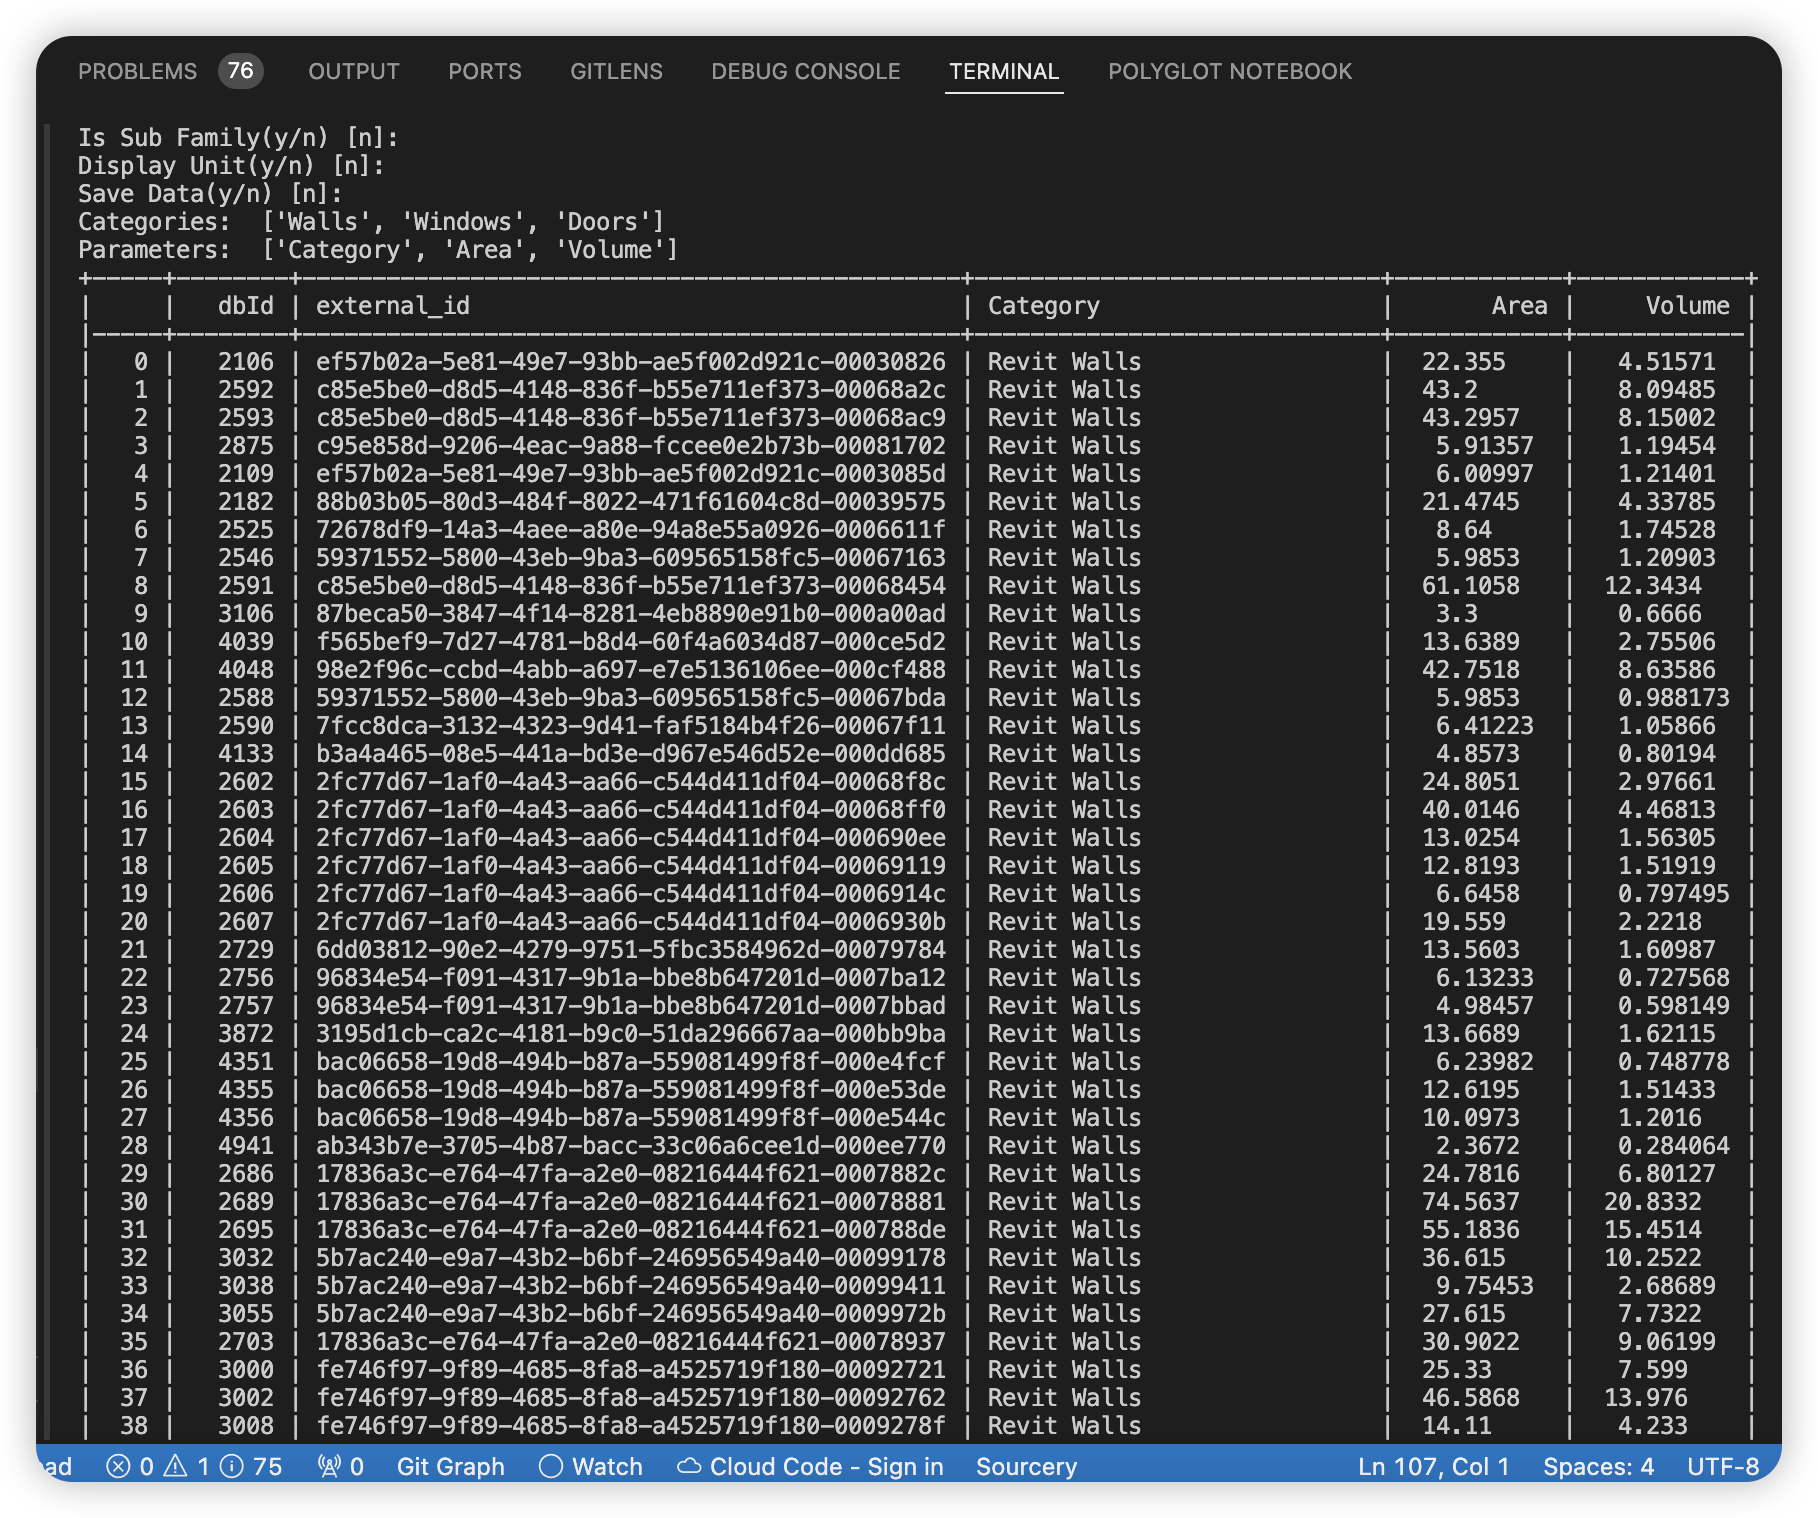 PROBLEMS 76 OUTPUT PORTS GITLENS DEBUG CONSOLE TERMINAL POLYGLOT NOTEBOOK
Is Sub Family(y/n) [n]:
Display Unit(y/n) [n]:
Save Data(y/n) [n]:
Categories:  ['Walls', 'Windows', 'Doors']
Parameters:  ['Category', 'Area', 'Volume']
| | dbId | external_id | Category | Area | Volume |
| 0 | 2106 | ef57b02a-5e81-49e7-93bb-ae5f002d921c-00030826 | Revit Walls | 22.355 | 4.51571 |
| 1 | 2592 | c85e5be0-d8d5-4148-836f-b55e711ef373-00068a2c | Revit Walls | 43.2 | 8.09485 |
| 2 | 2593 | c85e5be0-d8d5-4148-836f-b55e711ef373-00068ac9 | Revit Walls | 43.2957 | 8.15002 |
| 3 | 2875 | c95e858d-9206-4eac-9a88-fccee0e2b73b-00081702 | Revit Walls | 5.91357 | 1.19454 |
| 4 | 2109 | ef57b02a-5e81-49e7-93bb-ae5f002d921c-0003085d | Revit Walls | 6.00997 | 1.21401 |
| 5 | 2182 | 88b03b05-80d3-484f-8022-471f61604c8d-00039575 | Revit Walls | 21.4745 | 4.33785 |
| 6 | 2525 | 72678df9-14a3-4aee-a80e-94a8e55a0926-0006611f | Revit Walls | 8.64 | 1.74528 |
| 7 | 2546 | 59371552-5800-43eb-9ba3-609565158fc5-00067163 | Revit Walls | 5.9853 | 1.20903 |
| 8 | 2591 | c85e5be0-d8d5-4148-836f-b55e711ef373-00068454 | Revit Walls | 61.1058 | 12.3434 |
| 9 | 3106 | 87beca50-3847-4f14-8281-4eb8890e91b0-000a00ad | Revit Walls | 3.3 | 0.6666 |
| 10 | 4039 | f565bef9-7d27-4781-b8d4-60f4a6034d87-000ce5d2 | Revit Walls | 13.6389 | 2.75506 |
| 11 | 4048 | 98e2f96c-ccbd-4abb-a697-e7e5136106ee-000cf488 | Revit Walls | 42.7518 | 8.63586 |
| 12 | 2588 | 59371552-5800-43eb-9ba3-609565158fc5-00067bda | Revit Walls | 5.9853 | 0.988173 |
| 13 | 2590 | 7fcc8dca-3132-4323-9d41-faf5184b4f26-00067f11 | Revit Walls | 6.41223 | 1.05866 |
| 14 | 4133 | b3a4a465-08e5-441a-bd3e-d967e546d52e-000dd685 | Revit Walls | 4.8573 | 0.80194 |
| 15 | 2602 | 2fc77d67-1af0-4a43-aa66-c544d411df04-00068f8c | Revit Walls | 24.8051 | 2.97661 |
| 16 | 2603 | 2fc77d67-1af0-4a43-aa66-c544d411df04-00068ff0 | Revit Walls | 40.0146 | 4.46813 |
| 17 | 2604 | 2fc77d67-1af0-4a43-aa66-c544d411df04-000690ee | Revit Walls | 13.0254 | 1.56305 |
| 18 | 2605 | 2fc77d67-1af0-4a43-aa66-c544d411df04-00069119 | Revit Walls | 12.8193 | 1.51919 |
| 19 | 2606 | 2fc77d67-1af0-4a43-aa66-c544d411df04-0006914c | Revit Walls | 6.6458 | 0.797495 |
| 20 | 2607 | 2fc77d67-1af0-4a43-aa66-c544d411df04-0006930b | Revit Walls | 19.559 | 2.2218 |
| 21 | 2729 | 6dd03812-90e2-4279-9751-5fbc3584962d-00079784 | Revit Walls | 13.5603 | 1.60987 |
| 22 | 2756 | 96834e54-f091-4317-9b1a-bbe8b647201d-0007ba12 | Revit Walls | 6.13233 | 0.727568 |
| 23 | 2757 | 96834e54-f091-4317-9b1a-bbe8b647201d-0007bbad | Revit Walls | 4.98457 | 0.598149 |
| 24 | 3872 | 3195d1cb-ca2c-4181-b9c0-51da296667aa-000bb9ba | Revit Walls | 13.6689 | 1.62115 |
| 25 | 4351 | bac06658-19d8-494b-b87a-559081499f8f-000e4fcf | Revit Walls | 6.23982 | 0.748778 |
| 26 | 4355 | bac06658-19d8-494b-b87a-559081499f8f-000e53de | Revit Walls | 12.6195 | 1.51433 |
| 27 | 4356 | bac06658-19d8-494b-b87a-559081499f8f-000e544c | Revit Walls | 10.0973 | 1.2016 |
| 28 | 4941 | ab343b7e-3705-4b87-bacc-33c06a6cee1d-000ee770 | Revit Walls | 2.3672 | 0.284064 |
| 29 | 2686 | 17836a3c-e764-47fa-a2e0-08216444f621-0007882c | Revit Walls | 24.7816 | 6.80127 |
| 30 | 2689 | 17836a3c-e764-47fa-a2e0-08216444f621-00078881 | Revit Walls | 74.5637 | 20.8332 |
| 31 | 2695 | 17836a3c-e764-47fa-a2e0-08216444f621-000788de | Revit Walls | 55.1836 | 15.4514 |
| 32 | 3032 | 5b7ac240-e9a7-43b2-b6bf-246956549a40-00099178 | Revit Walls | 36.615 | 10.2522 |
| 33 | 3038 | 5b7ac240-e9a7-43b2-b6bf-246956549a40-00099411 | Revit Walls | 9.75453 | 2.68689 |
| 34 | 3055 | 5b7ac240-e9a7-43b2-b6bf-246956549a40-0009972b | Revit Walls | 27.615 | 7.7322 |
| 35 | 2703 | 17836a3c-e764-47fa-a2e0-08216444f621-00078937 | Revit Walls | 30.9022 | 9.06199 |
| 36 | 3000 | fe746f97-9f89-4685-8fa8-a4525719f180-00092721 | Revit Walls | 25.33 | 7.599 |
| 37 | 3002 | fe746f97-9f89-4685-8fa8-a4525719f180-00092762 | Revit Walls | 46.5868 | 13.976 |
| 38 | 3008 | fe746f97-9f89-4685-8fa8-a4525719f180-0009278f | Revit Walls | 14.11 | 4.233 |
ad 0 1 75 0 Git Graph Watch Cloud Code - Sign in Sourcery Ln 107, Col 1 Spaces: 4 UTF-8